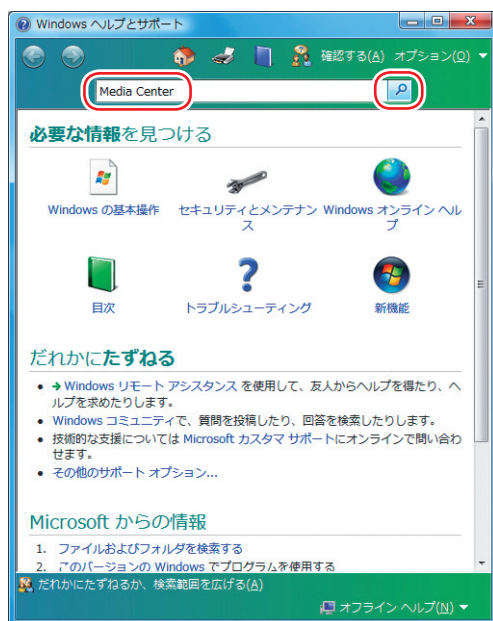 Windows ヘルプとサポート
確認する(A) オプション(O)
Media Center
必要な情報を見つける
Windows の基本操作 セキュリティとメンテナン Windows オンライン ヘル
ス プ
目次 トラブルシューティング 新機能
だれかにたずねる
Windows リモート アシスタンス を使用して、友人からヘルプを得たり、ヘ
ルプを求めたりします。
Windows コミュニティで、質問を投稿したり、回答を検索したりします。
技術的な支援については Microsoft カスタマ サポートにオンラインで問い合わ
せます。
その他のサポート オプション...
Microsoft からの情報
1. ファイルおよびフォルダを検索する
2. このバージョンの Windows でプログラムを使用する
だれかにたずねるか、検索範囲を広げる(A)
オフライン ヘルプ(N)